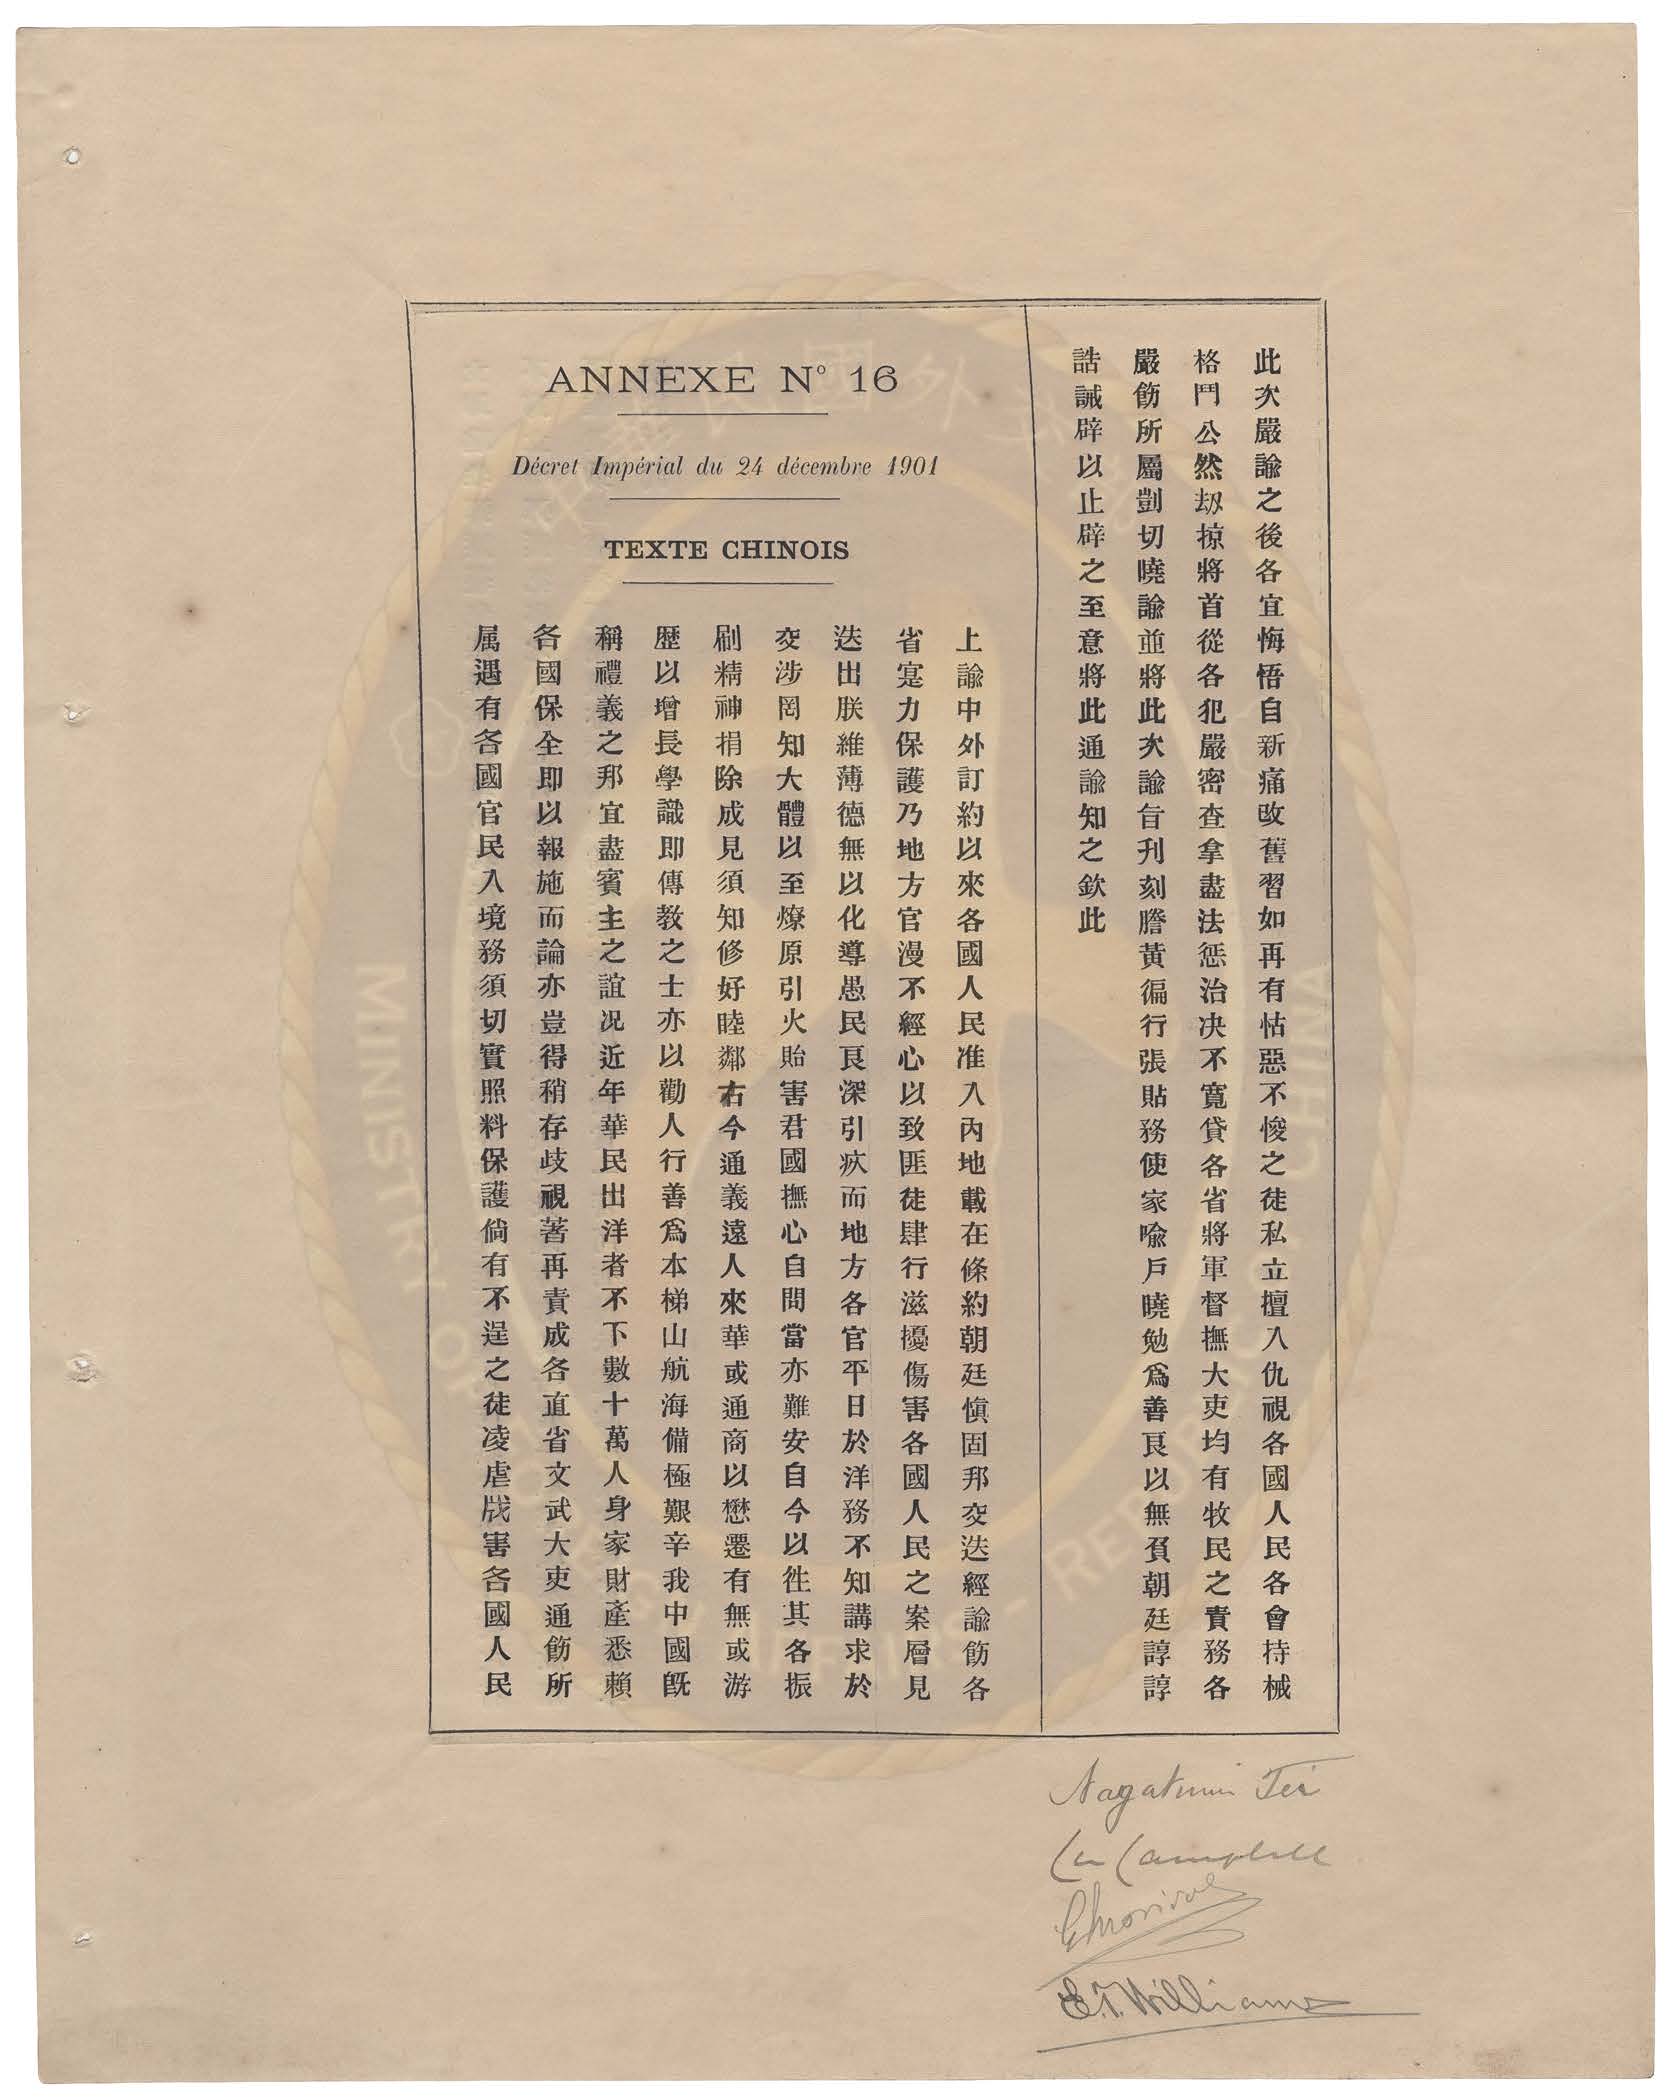 ANNEXE N° 16
Décret Impérial du 24 décembre 1901
TEXTE CHINOIS
上諭中外訂約以來各國人民准入內地載在條約朝廷慎固邦交迭經諭飭各
省寔力保護乃地方官漫不經心以致匪徒肆行滋擾傷害各國人民之案層見
迭出朕維薄德無以化導愚民良深引疚而地方各官平日於洋務不知講求於
交涉罔知大體以至燎原引火貽害君國撫心自問當亦難安自今以徃其各振
刷精神捐除成見須知修好睦鄰右今通義遠人來華或通商以懋遷有無或游
歷以增長學識即傳教之士亦以勸人行善爲本梯山航海備極艱辛我中國旣
稱禮義之邦宜盡賓主之誼况近年華民出洋者不下數十萬人身家財產悉賴
各國保全即以報施而論亦豈得稍存歧視著再責成各直省文武大吏通飭所
属遇有各國官民入境務須切實照料保護倘有不逞之徒凌虐戕害各國人民
此次嚴諭之後各宜悔悟自新痛改舊習如再有怙惡不悛之徒私立擅入仇視各國人民各會持械
格鬥公然刼掠將首從各犯嚴密查拿盡法惩治决不寬貸各省將軍督撫大吏均有牧民之責務各
嚴飭所屬剴切曉諭並將此次諭旨刋刻謄黃徧行張貼務使家喩戶曉勉爲善良以無負朝廷諄諄
誥誡辟以止辟之至意將此通諭知之欽此
Nagatumi Tei
C.W. Campbell
E. T. Williams
MINISTRY OF
REPUBLIC
CHINA